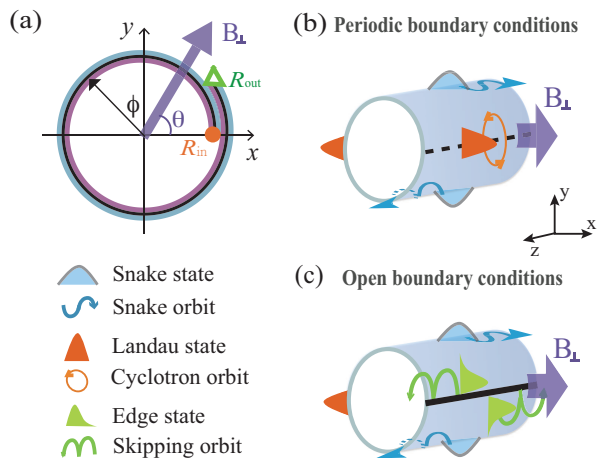 (a)
y
B⊥
R_out
ϕ
θ
R_in
x
(b) Periodic boundary conditions
B⊥
y
x
z
Snake state
Snake orbit
Landau state
Cyclotron orbit
Edge state
Skipping orbit
(c) Open boundary conditions
B⊥